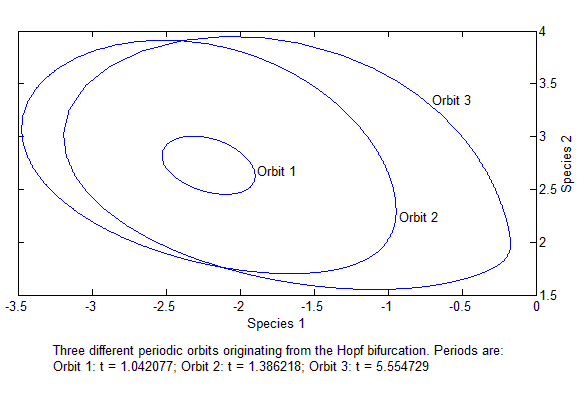 4
3.5
Orbit 3
3
Species 2
Orbit 1
2.5
Orbit 2
2
1.5
-3.5 -3 -2.5 -2 -1.5 -1 -0.5 0
Species 1
Three different periodic orbits originating from the Hopf bifurcation. Periods are:
Orbit 1: t = 1.042077; Orbit 2: t = 1.386218; Orbit 3: t = 5.554729